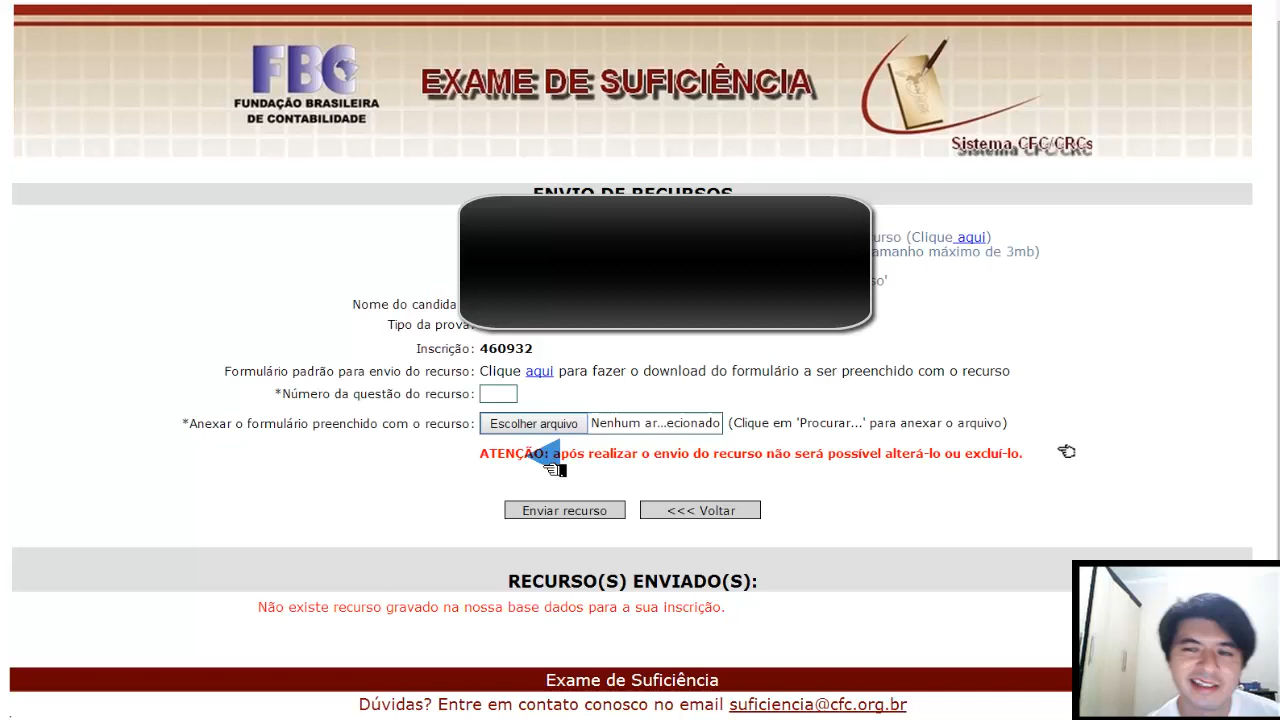 FBC
FUNDAÇÃO BRASILEIRA
DE CONTABILIDADE
EXAME DE SUFICIÊNCIA
Sistema CFC/CRCs
ENVIO DE RECURSOS
urso (Clique aqui)
amanho máximo de 3mb)
so'
Nome do candida
Tipo da prova:
Inscrição: 460932
Formulário padrão para envio do recurso: Clique aqui para fazer o download do formulário a ser preenchido com o recurso
*Número da questão do recurso:
*Anexar o formulário preenchido com o recurso: Escolher arquivo Nenhum ar...ecionado (Clique em 'Procurar...' para anexar o arquivo)
ATENÇÃO: após realizar o envio do recurso não será possível alterá-lo ou excluí-lo.
Enviar recurso <<< Voltar
RECURSO(S) ENVIADO(S):
Não existe recurso gravado na nossa base dados para a sua inscrição.
Exame de Suficiência
Dúvidas? Entre em contato conosco no email suficiencia@cfc.org.br